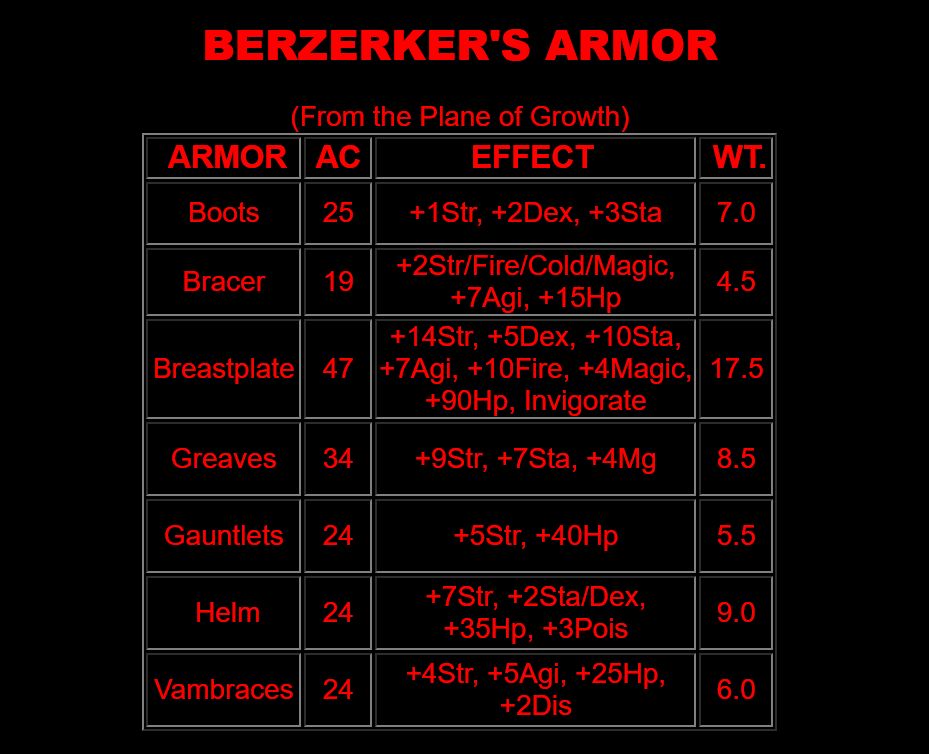 BERZERKER'S ARMOR
(From the Plane of Growth)
ARMOR AC EFFECT WT.
Boots 25 +1Str, +2Dex, +3Sta 7.0
Bracer 19 +2Str/Fire/Cold/Magic, +7Agi, +15Hp 4.5
Breastplate 47 +14Str, +5Dex, +10Sta, +7Agi, +10Fire, +4Magic, +90Hp, Invigorate 17.5
Greaves 34 +9Str, +7Sta, +4Mg 8.5
Gauntlets 24 +5Str, +40Hp 5.5
Helm 24 +7Str, +2Sta/Dex, +35Hp, +3Pois 9.0
Vambraces 24 +4Str, +5Agi, +25Hp, +2Dis 6.0